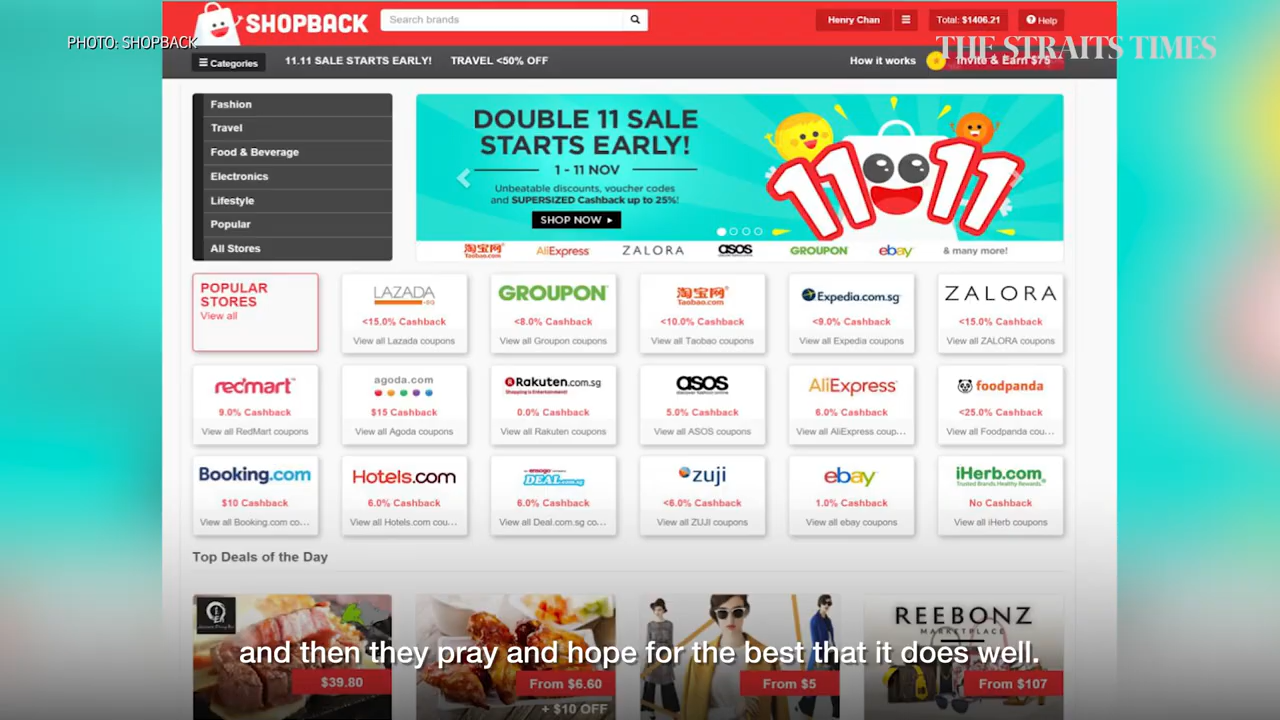 PHOTO: SHOPBACK
THE STRAITS TIMES
SHOPBACK
Search brands
Henry Chan
Total: $1406.21
Help
Categories
11.11 SALE STARTS EARLY!
TRAVEL <50% OFF
How it works
Invite & Earn $75
Fashion
Travel
Food & Beverage
Electronics
Lifestyle
Popular
All Stores
DOUBLE 11 SALE
STARTS EARLY!
1 - 11 NOV
Unbeatable discounts, voucher codes
and SUPERSIZED Cashback up to 25%!
SHOP NOW
11 11
淘宝网 Taobao.com AliExpress ZALORA asos GROUPON ebay & many more!
POPULAR
STORES
View all
LAZADA
<15.0% Cashback
View all Lazada coupons
GROUPON
<8.0% Cashback
View all Groupon coupons
淘宝网
Taobao.com
<10.0% Cashback
View all Taobao coupons
Expedia.com.sg
<9.0% Cashback
View all Expedia coupons
ZALORA
<15.0% Cashback
View all ZALORA coupons
redmart
9.0% Cashback
View all RedMart coupons
agoda.com
$15 Cashback
View all Agoda coupons
Rakuten.com.sg
Shopping is Entertainment!
0.0% Cashback
View all Rakuten coupons
asos
5.0% Cashback
View all ASOS coupons
AliExpress
6.0% Cashback
View all AliExpress coup...
foodpanda
<25.0% Cashback
View all Foodpanda cou...
Booking.com
$10 Cashback
View all Booking.com co...
Hotels.com
6.0% Cashback
View all Hotels.com cou...
ensogo
DEAL.com.sg
6.0% Cashback
View all Deal.com.sg co...
zuji
<6.0% Cashback
View all ZUJI coupons
ebay
1.0% Cashback
View all ebay coupons
iHerb.com
Trusted Brands. Healthy Rewards.
No Cashback
View all iHerb coupons
Top Deals of the Day
REEBONZ
MARKETPLACE
and then they pray and hope for the best that it does well.
$39.80
From $6.60
+ $10 OFF
From $5
From $107